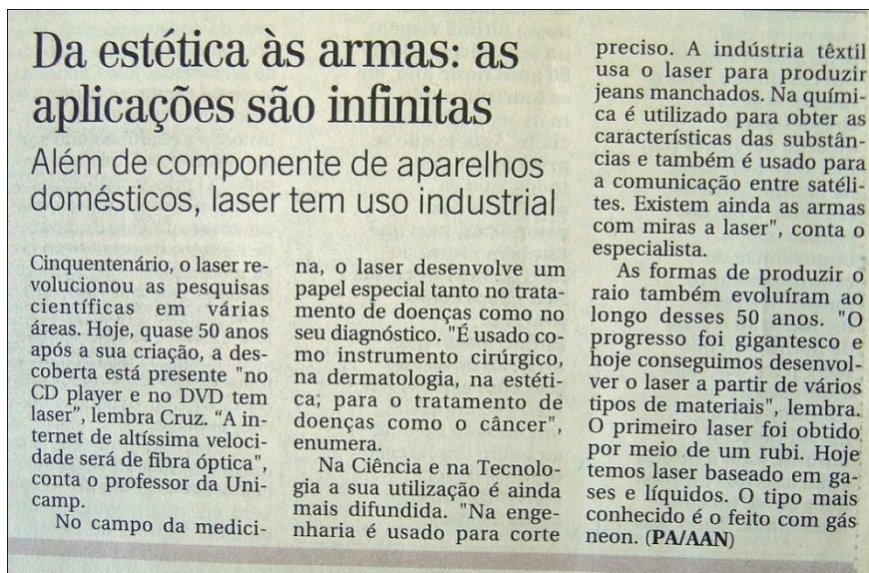 Da estética às armas: as
aplicações são infinitas
Além de componente de aparelhos
domésticos, laser tem uso industrial
Cinquentenário, o laser re-
volucionou as pesquisas
científicas em várias
áreas. Hoje, quase 50 anos
após a sua criação, a des-
coberta está presente "no
CD player e no DVD tem
laser”, lembra Cruz. “A in-
ternet de altíssima veloci-
dade será de fibra óptica",
conta o professor da Uni-
camp.
No campo da medici-
na, o laser desenvolve um
papel especial tanto no trata-
mento de doenças como no
seu diagnóstico. "É usado co-
mo instrumento cirúrgico,
na dermatologia, na estéti-
ca; para o tratamento de
doenças como o câncer",
enumera.
Na Ciência e na Tecnolo-
gia a sua utilização é ainda
mais difundida. "Na enge-
nharia é usado para corte
preciso. A indústria têxtil
usa o laser para produzir
jeans manchados. Na quími-
ca é utilizado para obter as
características das substân-
cias e também é usado para
a comunicação entre satéli-
tes. Existem ainda as armas
com miras a laser", conta o
especialista.
As formas de produzir o
raio também evoluíram ao
longo desses 50 anos. "O
progresso foi gigantesco e
hoje conseguimos desenvol-
ver o laser a partir de vários
tipos de materiais", lembra.
O primeiro laser foi obtido
por meio de um rubi. Hoje
temos laser baseado em ga-
ses e líquidos. O tipo mais
conhecido é o feito com gás
neon. (PA/AAN)